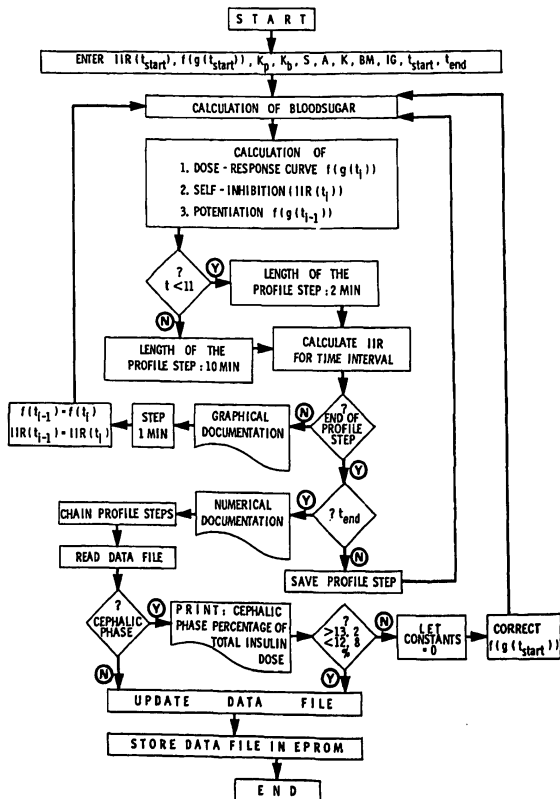 START
ENTER IIR(t_start), f(g(t_start)), K_p, K_b, S, A, K, BM, IG, t_start, t_end
CALCULATION OF BLOODSUGAR
CALCULATION OF
1. DOSE-RESPONSE CURVE f(g(t_i))
2. SELF-INHIBITION (IIR(t_i))
3. POTENTIATION f(g(t_i-1))
?
t <11
Y
LENGTH OF THE
PROFILE STEP: 2 MIN
N
LENGTH OF THE
PROFILE STEP: 10 MIN
CALCULATE IIR
FOR TIME INTERVAL
?
END OF
PROFILE
STEP
N
GRAPHICAL
DOCUMENTATION
STEP
1 MIN
f(t_i-1) = f(t_i)
IIR(t_i-1) = IIR(t_i)
Y
? t_end
Y
NUMERICAL
DOCUMENTATION
CHAIN PROFILE STEPS
N
SAVE PROFILE STEP
READ DATA FILE
?
CEPHALIC
PHASE
Y
PRINT: CEPHALIC
PHASE PERCENTAGE OF
TOTAL INSULIN
DOSE
?
>13.2
<12,8
%
N
LET
CONSTANTS
= 0
CORRECT
f(g(t_start))
N
Y
UPDATE DATA FILE
STORE DATA FILE IN EPROM
END